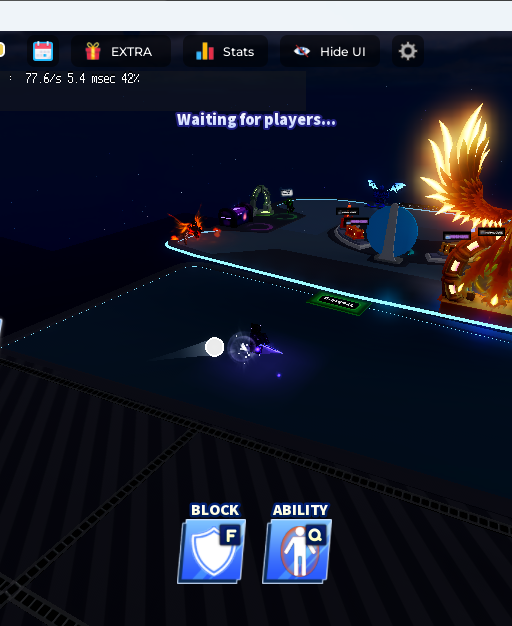 EXTRA
Stats
Hide UI
: 77.6/s 5.4 msec 42%
Waiting for players...
BLOCK
ABILITY
F
Q